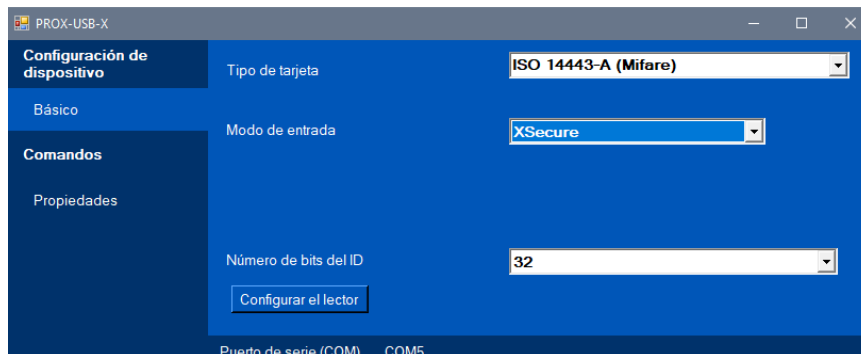 PROX-USB-X
Configuración de
dispositivo
Básico
Comandos
Propiedades
Tipo de tarjeta
ISO 14443-A (Mifare)
Modo de entrada
XSecure
Número de bits del ID
32
Configurar el lector
Puerto de serie (COM) COM5